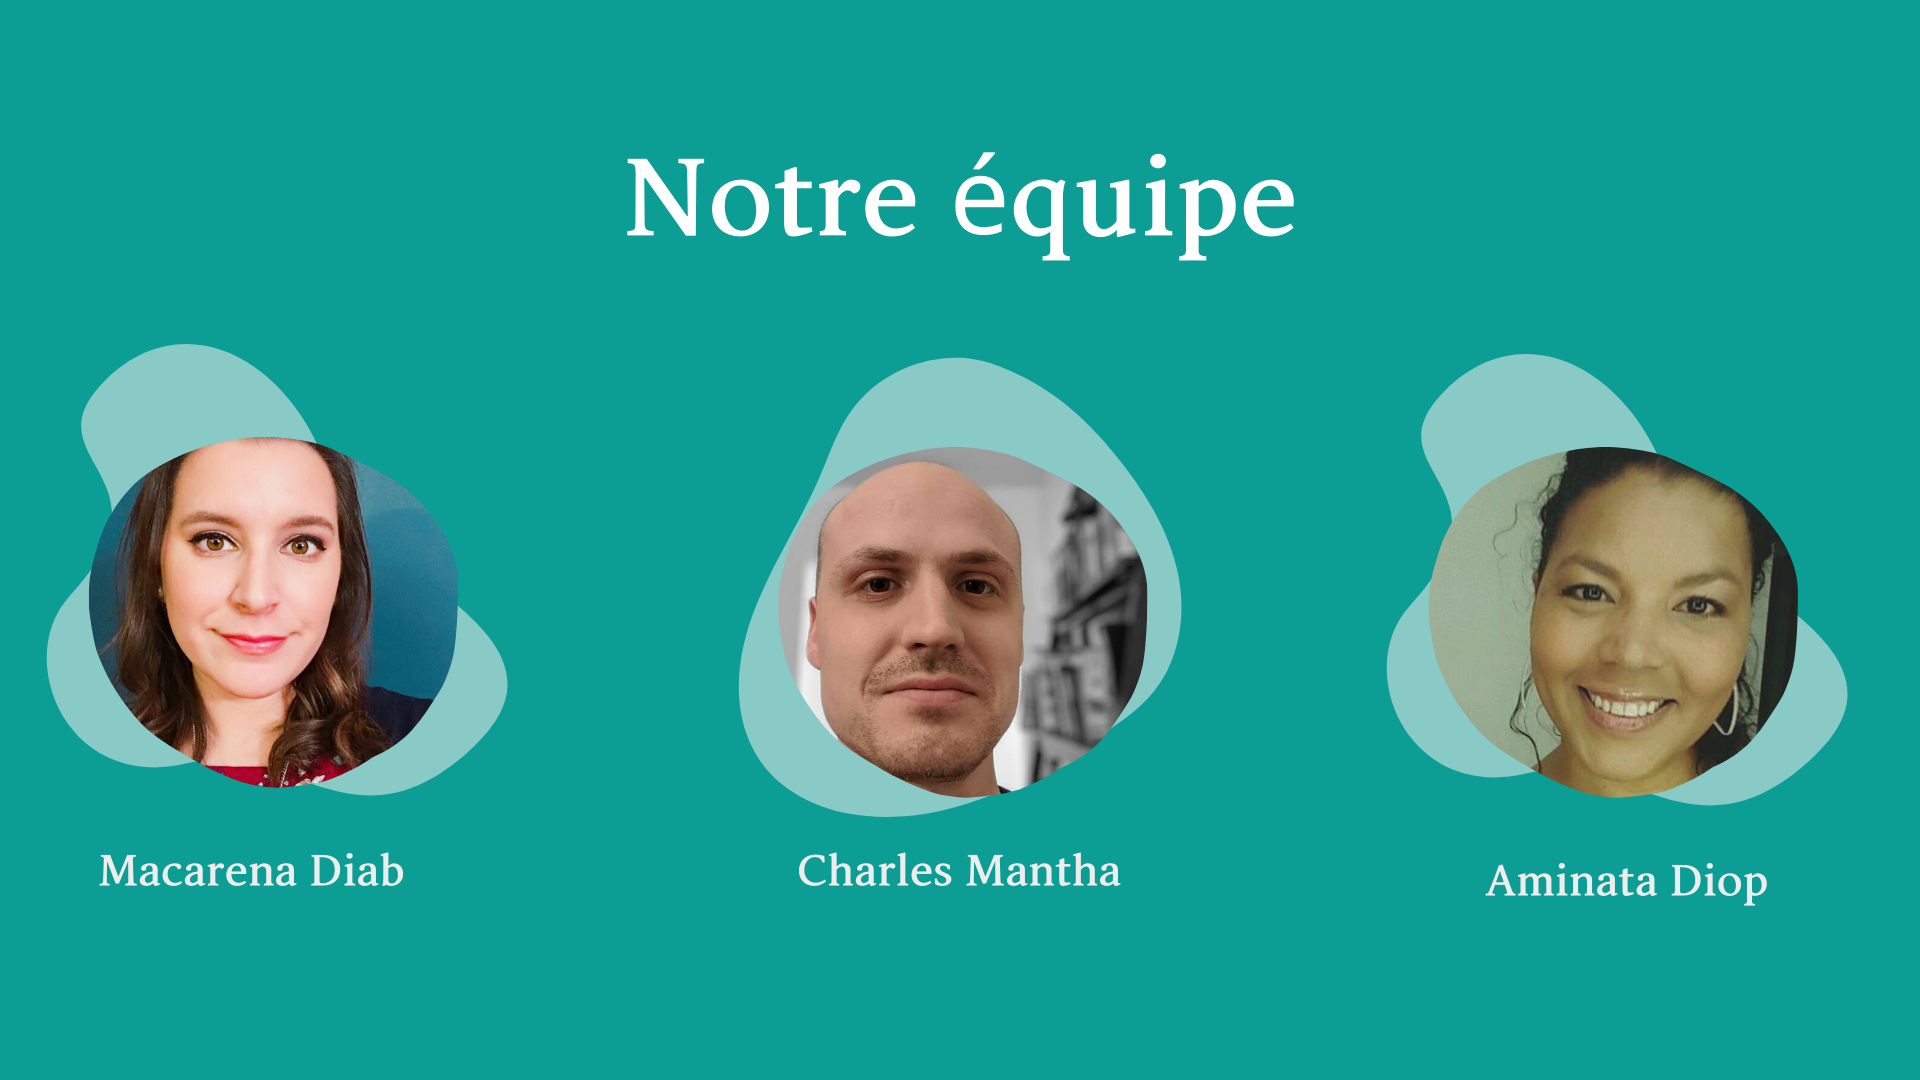 Notre équipe
Macarena Diab
Charles Mantha
Aminata Diop